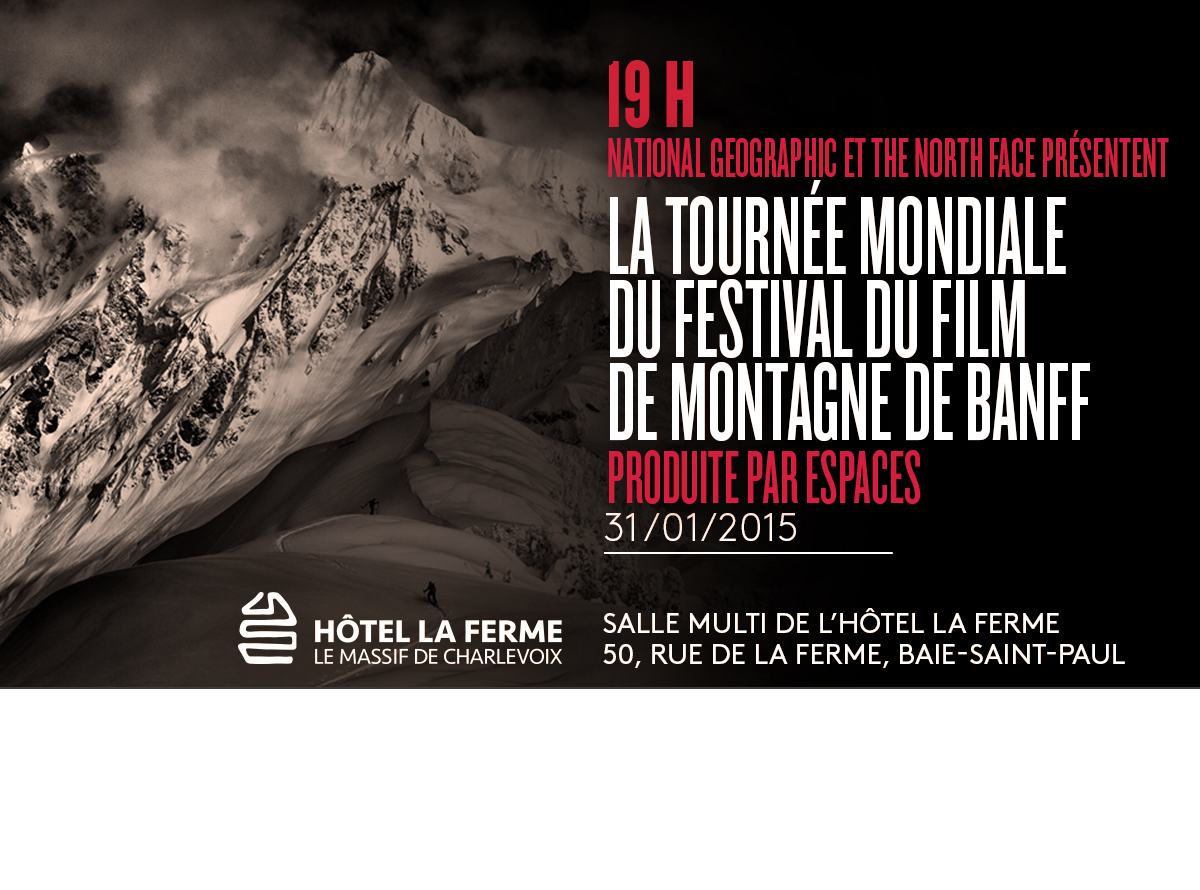 19 H
NATIONAL GEOGRAPHIC ET THE NORTH FACE PRÉSENTENT
LA TOURNÉE MONDIALE
DU FESTIVAL DU FILM
DE MONTAGNE DE BANFF
PRODUITE PAR ESPACES
31/01/2015
HÔTEL LA FERME
LE MASSIF DE CHARLEVOIX
SALLE MULTI DE L'HÔTEL LA FERME
50, RUE DE LA FERME, BAIE-SAINT-PAUL